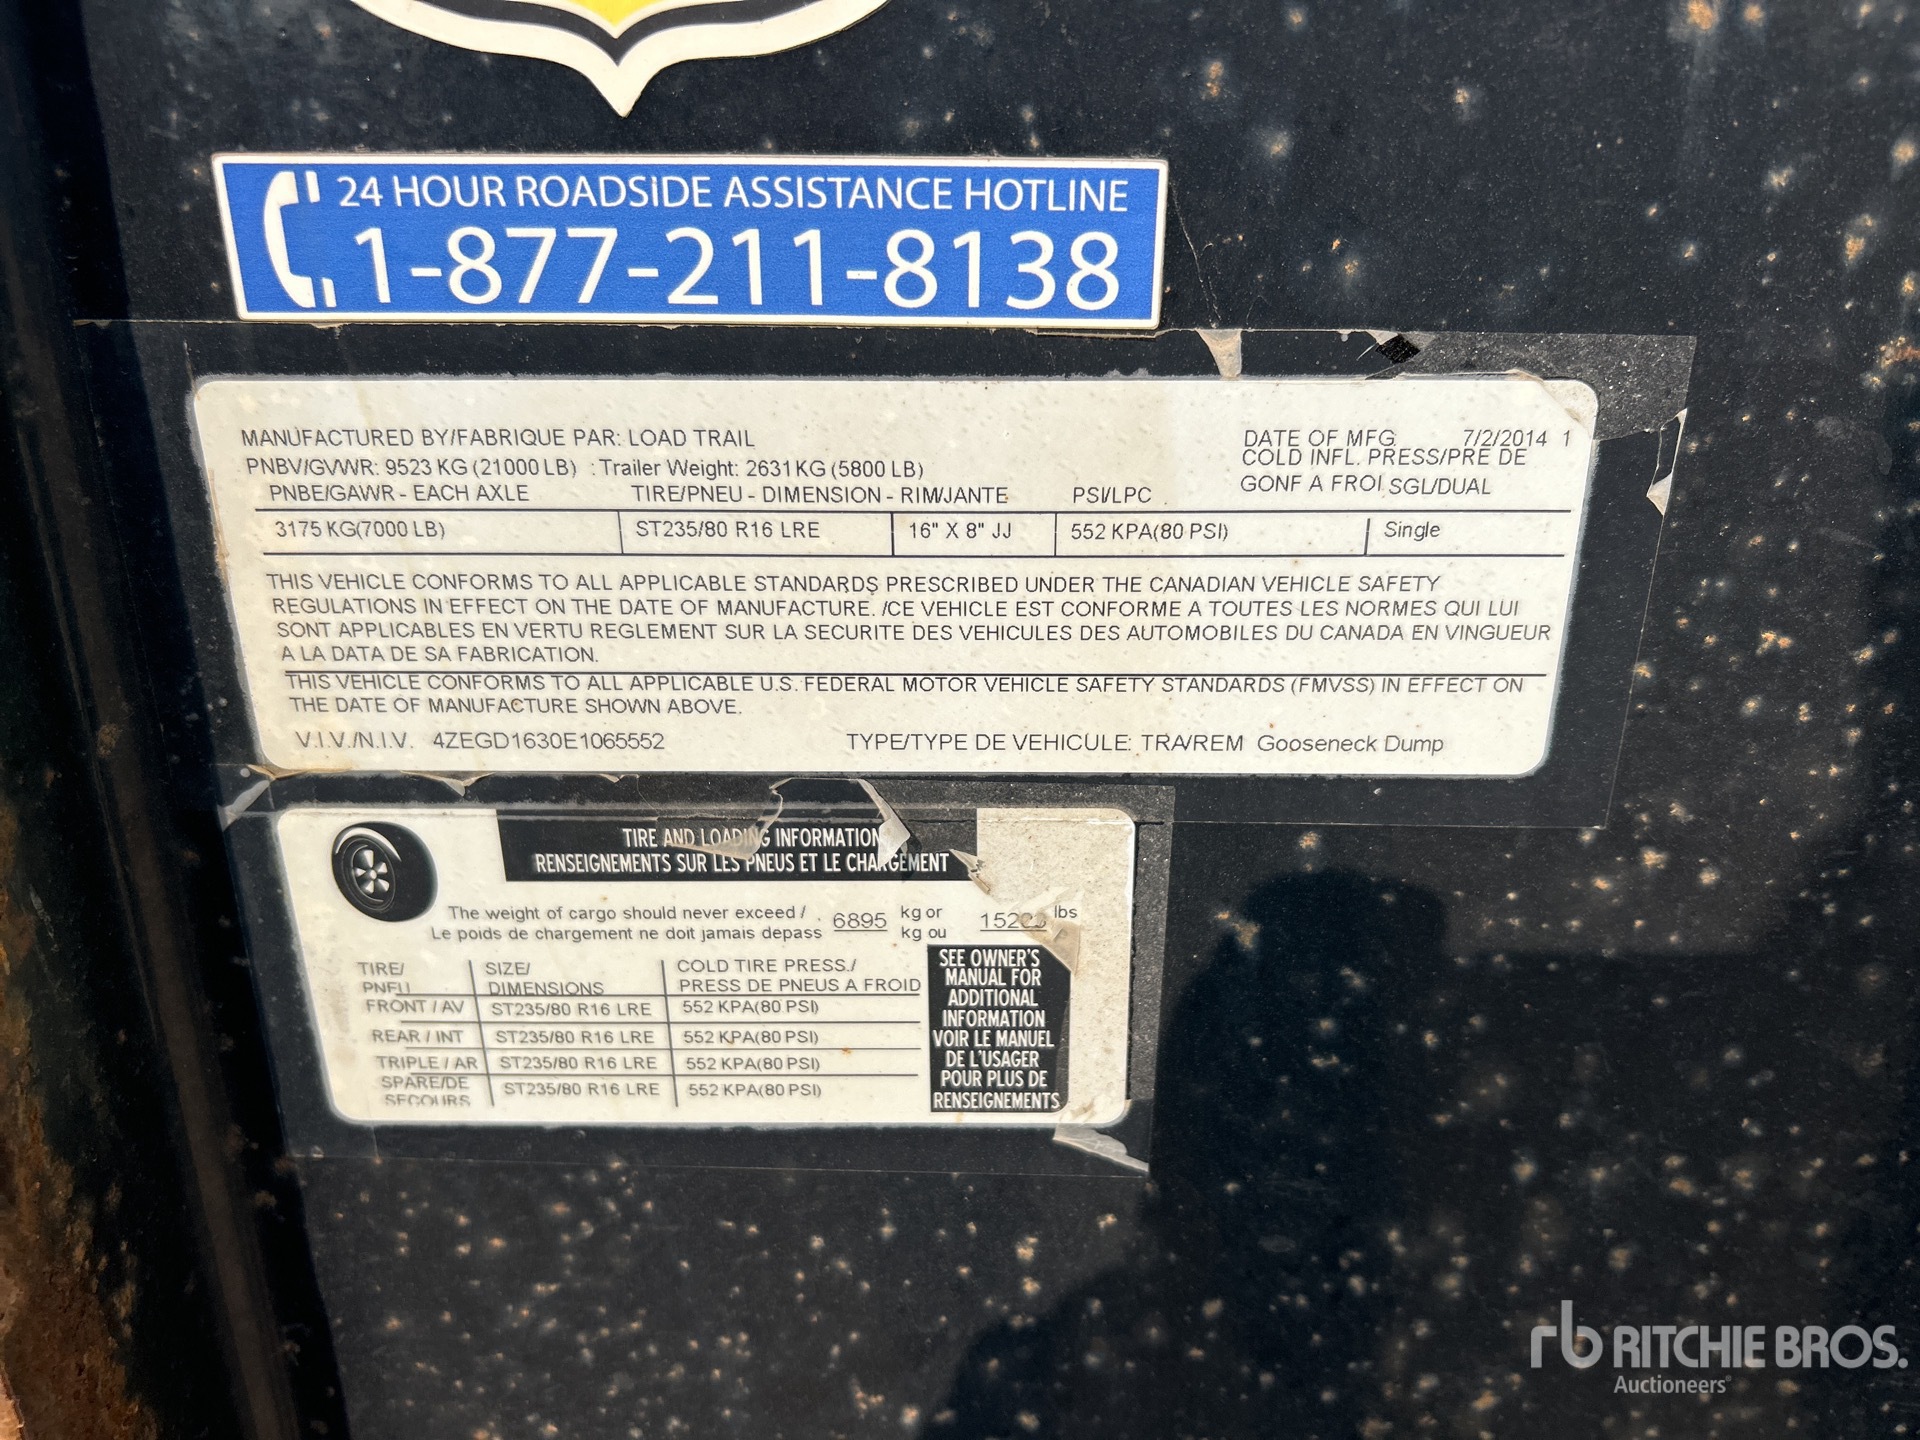 24 HOUR ROADSIDE ASSISTANCE HOTLINE
1-877-211-8138
MANUFACTURED BY/FABRIQUE PAR: LOAD TRAIL
DATE OF MFG. 7/2/2014 1
PNBV/GVWR: 9523 KG (21000 LB) : Trailer Weight: 2631 KG (5800 LB)
COLD INFL. PRESS/PRE DE
PNBE/GAWR - EACH AXLE TIRE/PNEU - DIMENSION - RIM/JANTE PSI/LPC GONF A FROI SGL/DUAL
3175 KG(7000 LB) ST235/80 R16 LRE 16" X 8" JJ 552 KPA(80 PSI) Single
THIS VEHICLE CONFORMS TO ALL APPLICABLE STANDARDS PRESCRIBED UNDER THE CANADIAN VEHICLE SAFETY
REGULATIONS IN EFFECT ON THE DATE OF MANUFACTURE. /CE VEHICLE EST CONFORME A TOUTES LES NORMES QUI LUI
SONT APPLICABLES EN VERTU REGLEMENT SUR LA SECURITE DES VEHICULES DES AUTOMOBILES DU CANADA EN VINGUEUR
A LA DATA DE SA FABRICATION.
THIS VEHICLE CONFORMS TO ALL APPLICABLE U.S. FEDERAL MOTOR VEHICLE SAFETY STANDARDS (FMVSS) IN EFFECT ON
THE DATE OF MANUFACTURE SHOWN ABOVE.
V.I.V./N.I.V. 4ZEGD1630E1065552 TYPE/TYPE DE VEHICULE: TRA/REM Gooseneck Dump
TIRE AND LOADING INFORMATION
RENSEIGNEMENTS SUR LES PNEUS ET LE CHARGEMENT
The weight of cargo should never exceed / 6895 kg or lbs
Le poids de chargement ne doit jamais depass kg ou
TIRE/ SIZE/ COLD TIRE PRESS./
PNEU DIMENSIONS PRESS DE PNEUS A FROID
FRONT / AV ST235/80 R16 LRE 552 KPA(80 PSI)
REAR / INT ST235/80 R16 LRE 552 KPA(80 PSI)
TRIPLE / AR ST235/80 R16 LRE 552 KPA(80 PSI)
SPARE/DE ST235/80 R16 LRE 552 KPA(80 PSI)
SECOURS
SEE OWNER'S
MANUAL FOR
ADDITIONAL
INFORMATION
VOIR LE MANUEL
DE L'USAGER
POUR PLUS DE
RENSEIGNEMENTS
rb RITCHIE BROS.
Auctioneers